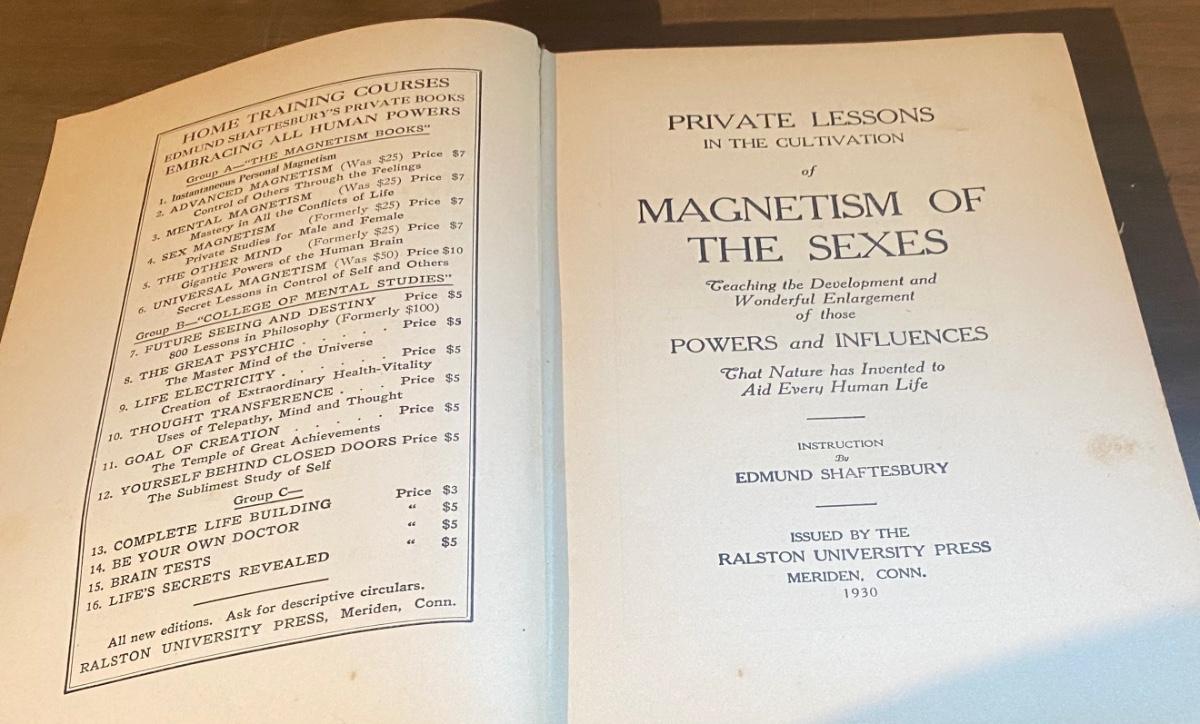 HOME TRAINING COURSES
EDMUND SHAFTESBURY'S PRIVATE BOOKS
EMBRACING ALL HUMAN POWERS
Group A—"THE MAGNETISM BOOKS"
1. Instantaneous Personal Magnetism Price $7
2. ADVANCED MAGNETISM (Was $25) Price $7
Control of Others Through the Feelings
3. MENTAL MAGNETISM (Was $25) Price $7
Mastery in All the Conflicts of Life
4. SEX MAGNETISM (Formerly $25) Price $7
Private Studies for Male and Female
5. THE OTHER MIND (Formerly $25) Price $10
Gigantic Powers of the Human Brain
6. UNIVERSAL MAGNETISM (Was $50)
Secret Lessons in Control of Self and Others
Group B—"COLLEGE OF MENTAL STUDIES"
7. FUTURE SEEING AND DESTINY Price $5
800 Lessons in Philosophy (Formerly $100)
8. THE GREAT PSYCHIC . . . . . Price $5
The Master Mind of the Universe
9. LIFE ELECTRICITY . . . . . Price $5
Creation of Extraordinary Health-Vitality
10. THOUGHT TRANSFERENCE . . . Price $5
Uses of Telepathy, Mind and Thought
11. GOAL OF CREATION . . . . . Price $5
The Temple of Great Achievements
12. YOURSELF BEHIND CLOSED DOORS Price $5
The Sublimest Study of Self
Group C—
13. COMPLETE LIFE BUILDING Price $3
14. BE YOUR OWN DOCTOR " $5
15. BRAIN TESTS " $5
16. LIFE'S SECRETS REVEALED " $5
All new editions. Ask for descriptive circulars.
RALSTON UNIVERSITY PRESS, Meriden, Conn.
PRIVATE LESSONS
IN THE CULTIVATION
of
MAGNETISM OF
THE SEXES
Teaching the Development and
Wonderful Enlargement
of those
POWERS and INFLUENCES
That Nature has Invented to
Aid Every Human Life
INSTRUCTION
By
EDMUND SHAFTESBURY
ISSUED BY THE
RALSTON UNIVERSITY PRESS
MERIDEN, CONN.
1930